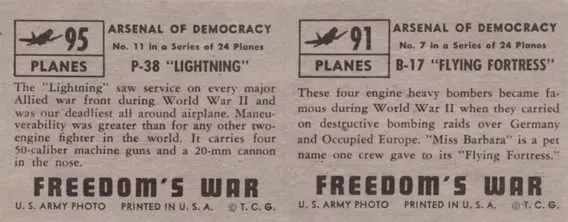 95
PLANES
ARSENAL OF DEMOCRACY
No. 11 in a Series of 24 Planes
P-38 "LIGHTNING"
The "Lightning" saw service on every major
Allied war front during World War II and
was our deadliest all around airplane. Maneu-
verability was greater than for any other two-
engine fighter in the world. It carries four
50-caliber machine guns and a 20-mm cannon
in the nose.
FREEDOM'S WAR
U. S. ARMY PHOTO PRINTED IN U. S. A. © T. C. G.
91
PLANES
ARSENAL OF DEMOCRACY
No. 7 in a Series of 24 Planes
B-17 "FLYING FORTRESS"
These four engine heavy bombers became fa-
mous during World War II when they carried
on destructive bombing raids over Germany
and Occupied Europe. "Miss Barbara" is a pet
name one crew gave to its "Flying Fortress."
FREEDOM'S WAR
U. S. ARMY PHOTO PRINTED IN U. S. A. © T. C. G.